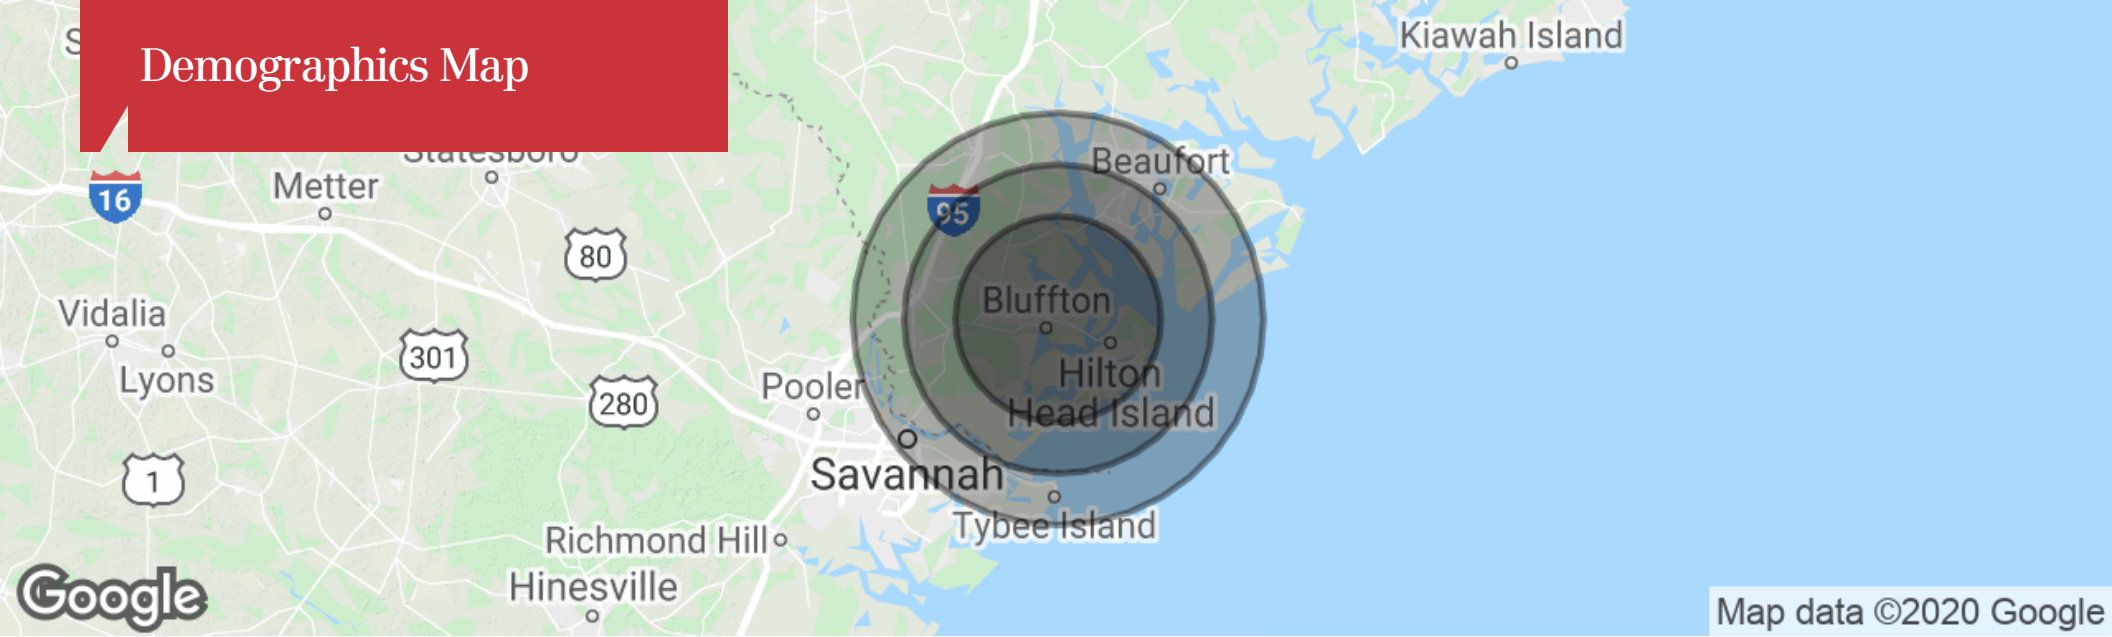 Demographics Map
Kiawah Island
Statesboro
Beaufort
Metter
16
95
80
Bluffton
Vidalia
301
Lyons
Hilton
Head Island
Pooler
280
Savannah
1
Tybee Island
Richmond Hill
Hinesville
Google
Map data ©2020 Google